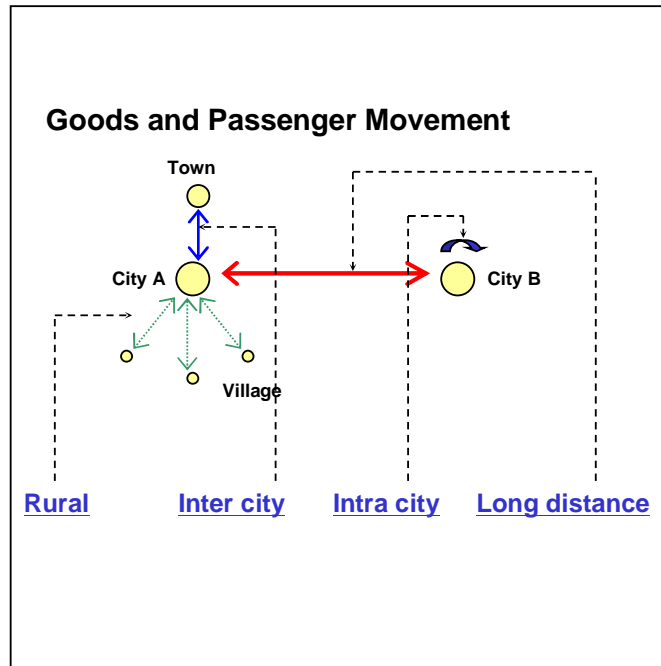 Goods and Passenger Movement
Town
City A
City B
Village
Rural
Inter city
Intra city
Long distance